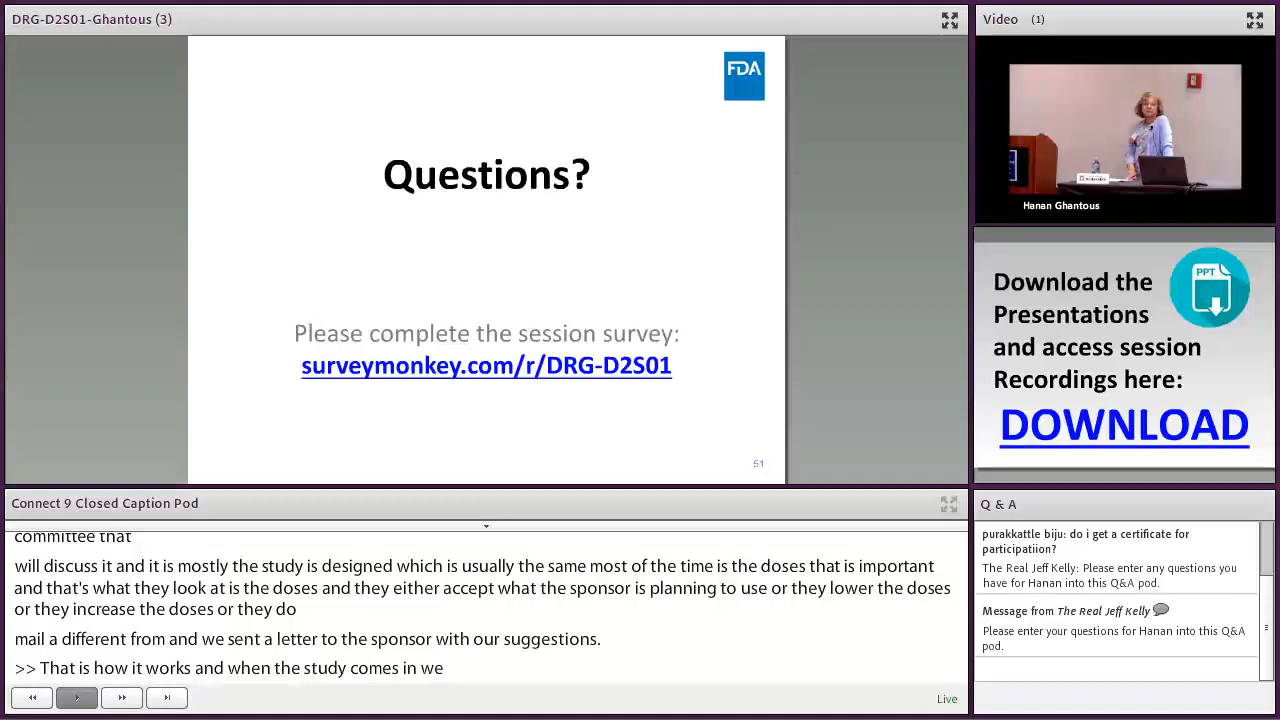 DRG-D2S01-Ghantous (3)
FDA
Questions?
Please complete the session survey:
surveymonkey.com/r/DRG-D2S01
51
Video (1)
Hanan Ghantous
PPT
Download the
Presentations
and access session
Recordings here:
DOWNLOAD
Connect 9 Closed Caption Pod
committee that
will discuss it and it is mostly the study is designed which is usually the same most of the time is the doses that is important
and that's what they look at is the doses and they either accept what the sponsor is planning to use or they lower the doses
or they increase the doses or they do
mail a different from and we sent a letter to the sponsor with our suggestions.
>> That is how it works and when the study comes in we
Live
Q & A
purakkattle biju: do i get a certificate for
participatiion?
The Real Jeff Kelly: Please enter any questions you
have for Hanan into this Q&A pod.
Message from The Real Jeff Kelly
Please enter your questions for Hanan into this Q&A
pod.